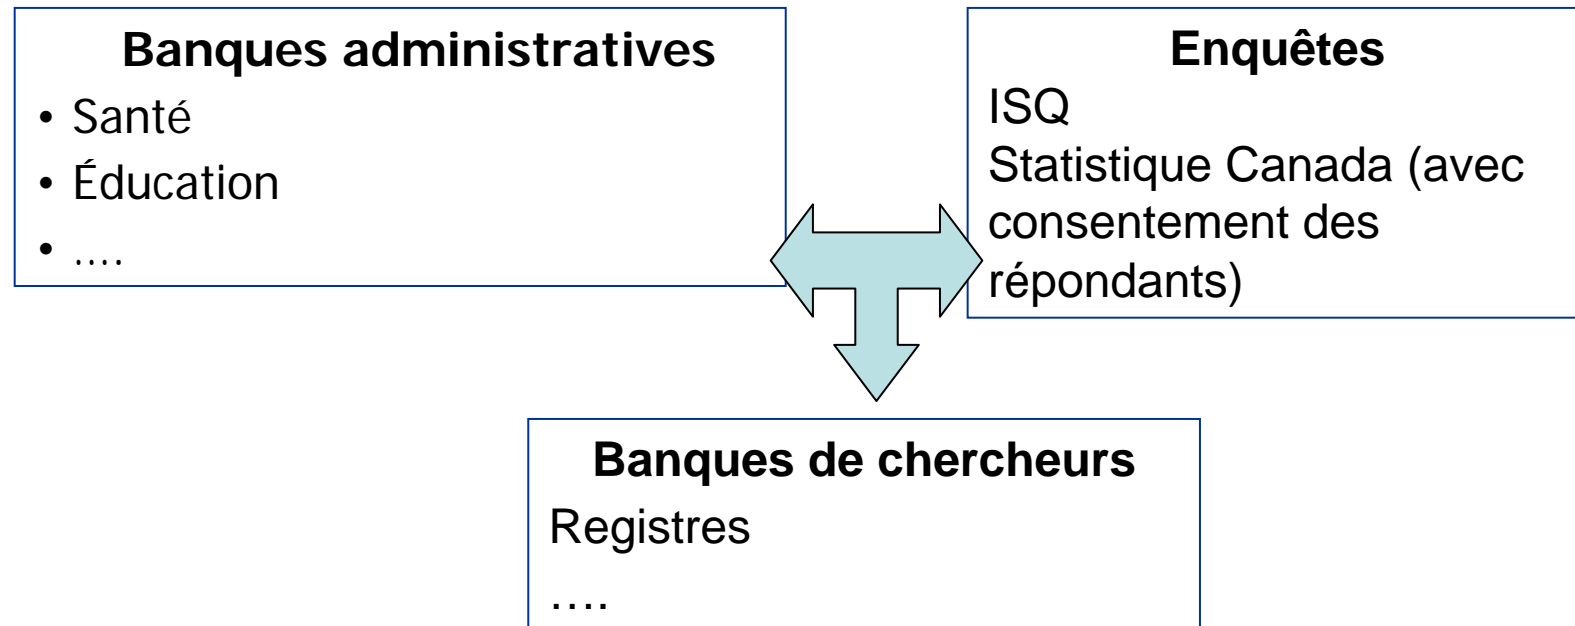 Banques administratives
• Santé
• Éducation
• ....
Enquêtes
ISQ
Statistique Canada (avec
consentement des
répondants)
Banques de chercheurs
Registres
....